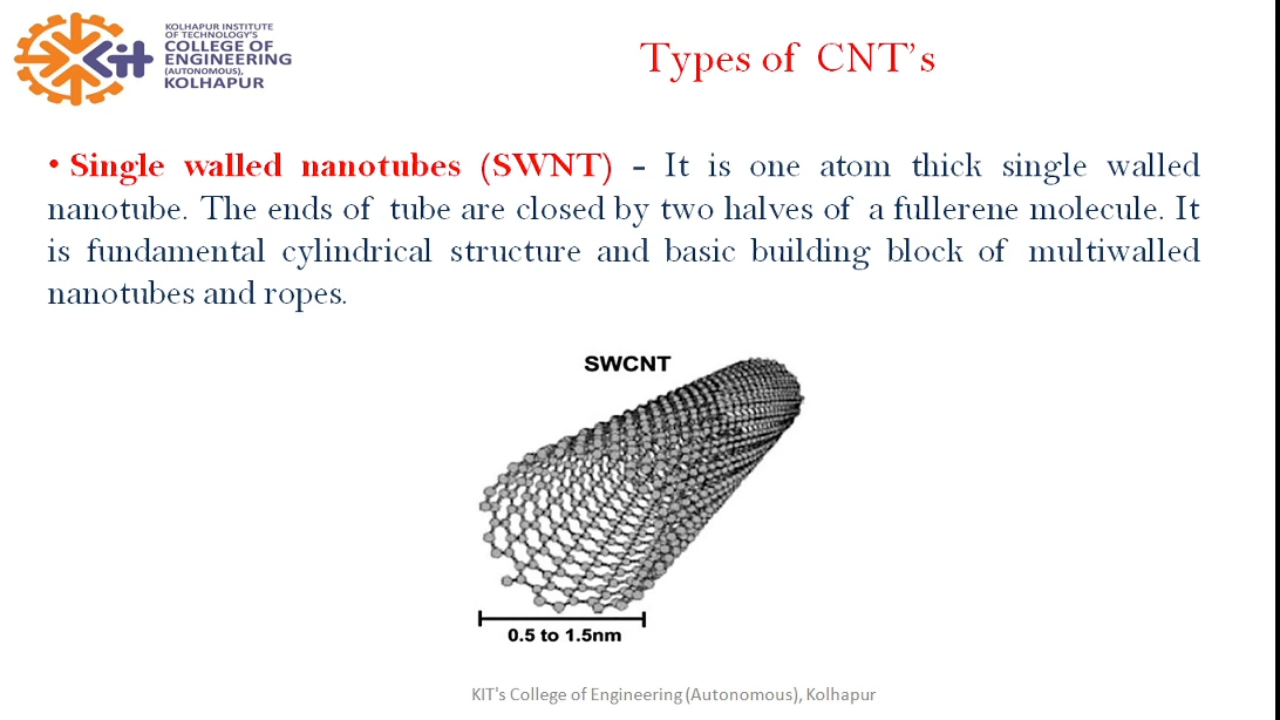 KOLHAPUR INSTITUTE
OF TECHNOLOGY'S
COLLEGE OF
ENGINEERING
(AUTONOMOUS),
KOLHAPUR
Kit
Types of CNT's
• Single walled nanotubes (SWNT) - It is one atom thick single walled
nanotube. The ends of tube are closed by two halves of a fullerene molecule. It
is fundamental cylindrical structure and basic building block of multiwalled
nanotubes and ropes.
SWCNT
0.5 to 1.5nm
KIT's College of Engineering (Autonomous), Kolhapur